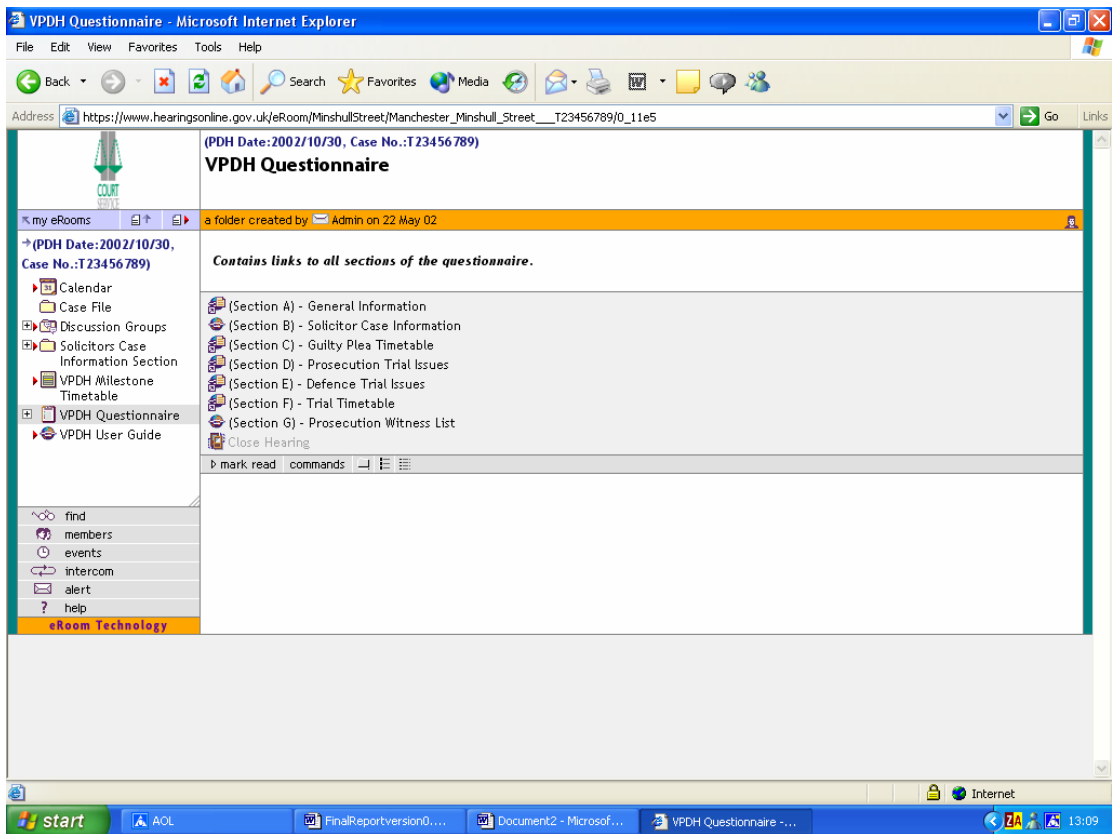 VPDH Questionnaire - Microsoft Internet Explorer
File Edit View Favorites Tools Help
Back Search Favorites Media
Address https://www.hearingsonline.gov.uk/eRoom/MinshullStreet/Manchester_Minshull_Street___T23456789/0_11e5 Go Links
COURT
SERVICE
(PDH Date:2002/10/30, Case No.:T23456789)
VPDH Questionnaire
my eRooms
a folder created by Admin on 22 May 02
(PDH Date:2002/10/30,
Case No.:T23456789)
Calendar
Case File
Discussion Groups
Solicitors Case
Information Section
VPDH Milestone
Timetable
VPDH Questionnaire
VPDH User Guide
Contains links to all sections of the questionnaire.
(Section A) - General Information
(Section B) - Solicitor Case Information
(Section C) - Guilty Plea Timetable
(Section D) - Prosecution Trial Issues
(Section E) - Defence Trial Issues
(Section F) - Trial Timetable
(Section G) - Prosecution Witness List
Close Hearing
mark read commands
find
members
events
intercom
alert
? help
eRoom Technology
Internet
start AOL FinalReportversion0.... Document2 - Microsof... VPDH Questionnaire -... ZA 13:09